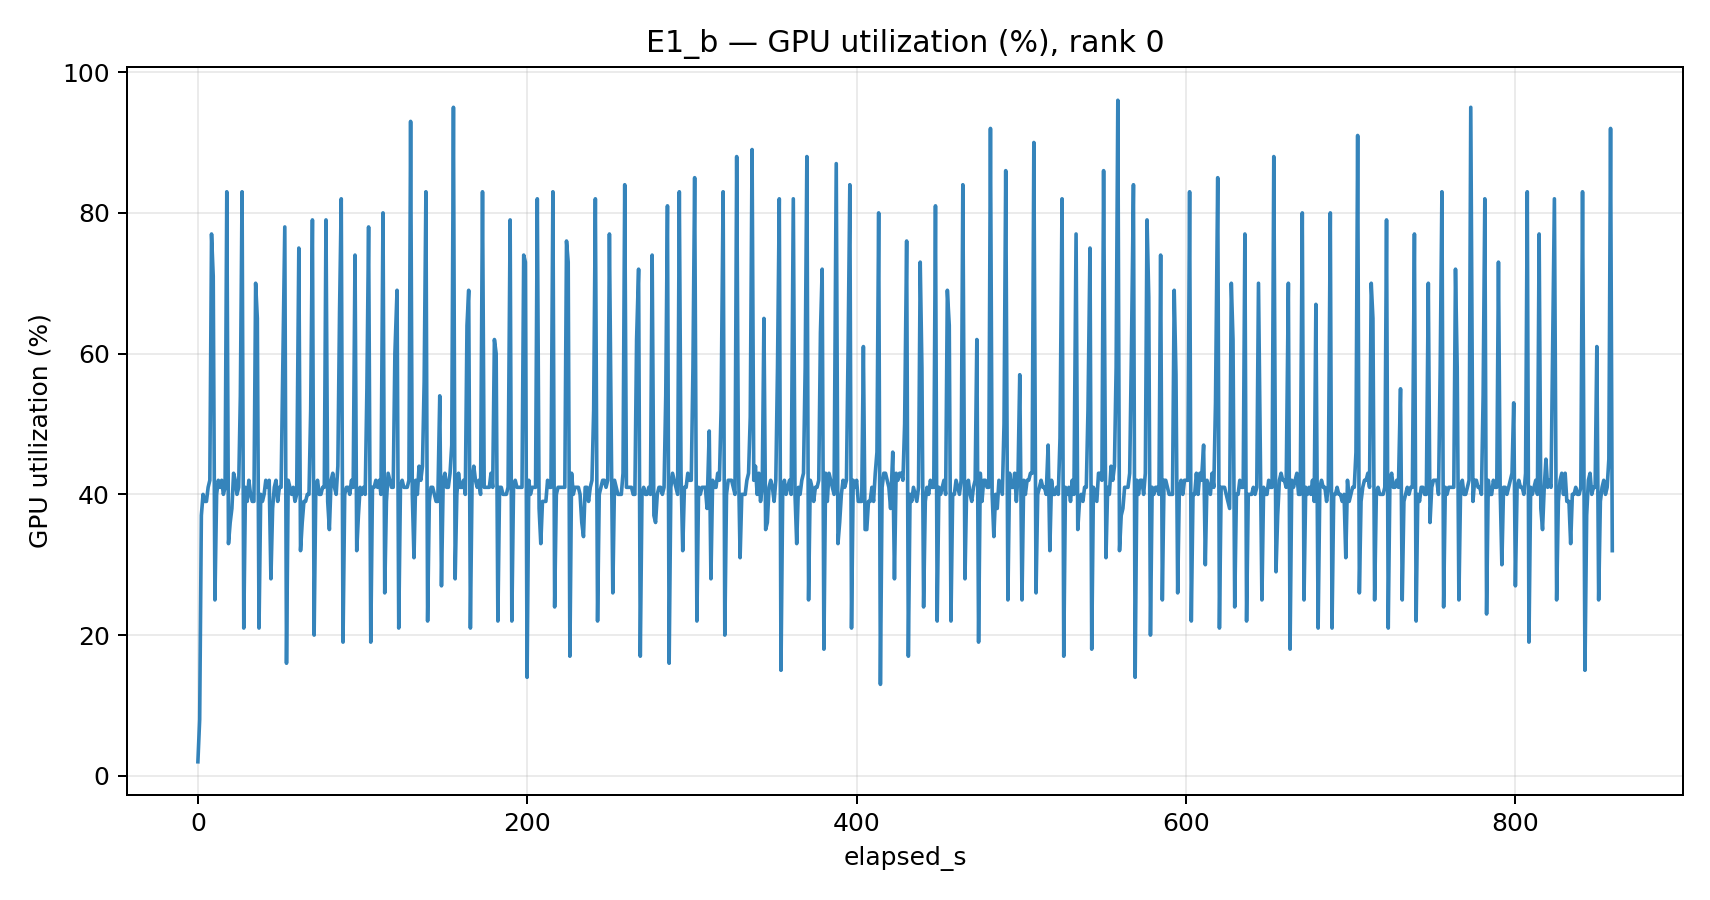 E1_b — GPU utilization (%), rank 0
100
80
60
40
20
0
GPU utilization (%)
0 200 400 600 800
elapsed_s